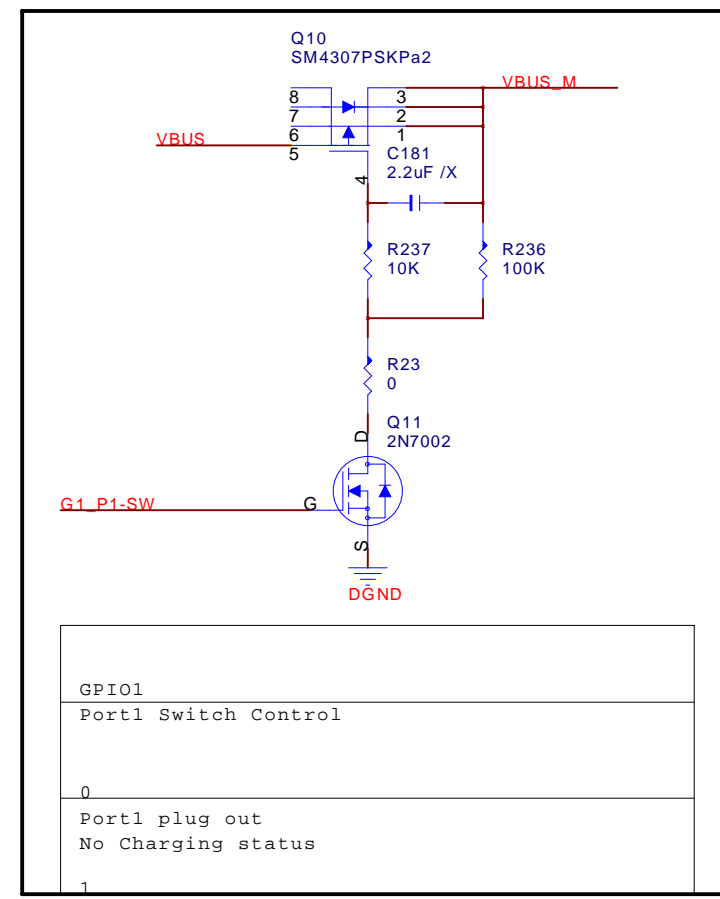 Q10
SM4307PSKPa2
VBUS_M
8
3
7
2
6
1
VBUS
5
C181
2.2uF /X
4
R237
10K
R236
100K
R23
0
Q11
2N7002
D
G1_P1-SW
G
S
DGND
GPIO1
Port1 Switch Control
0
Port1 plug out
No Charging status
1